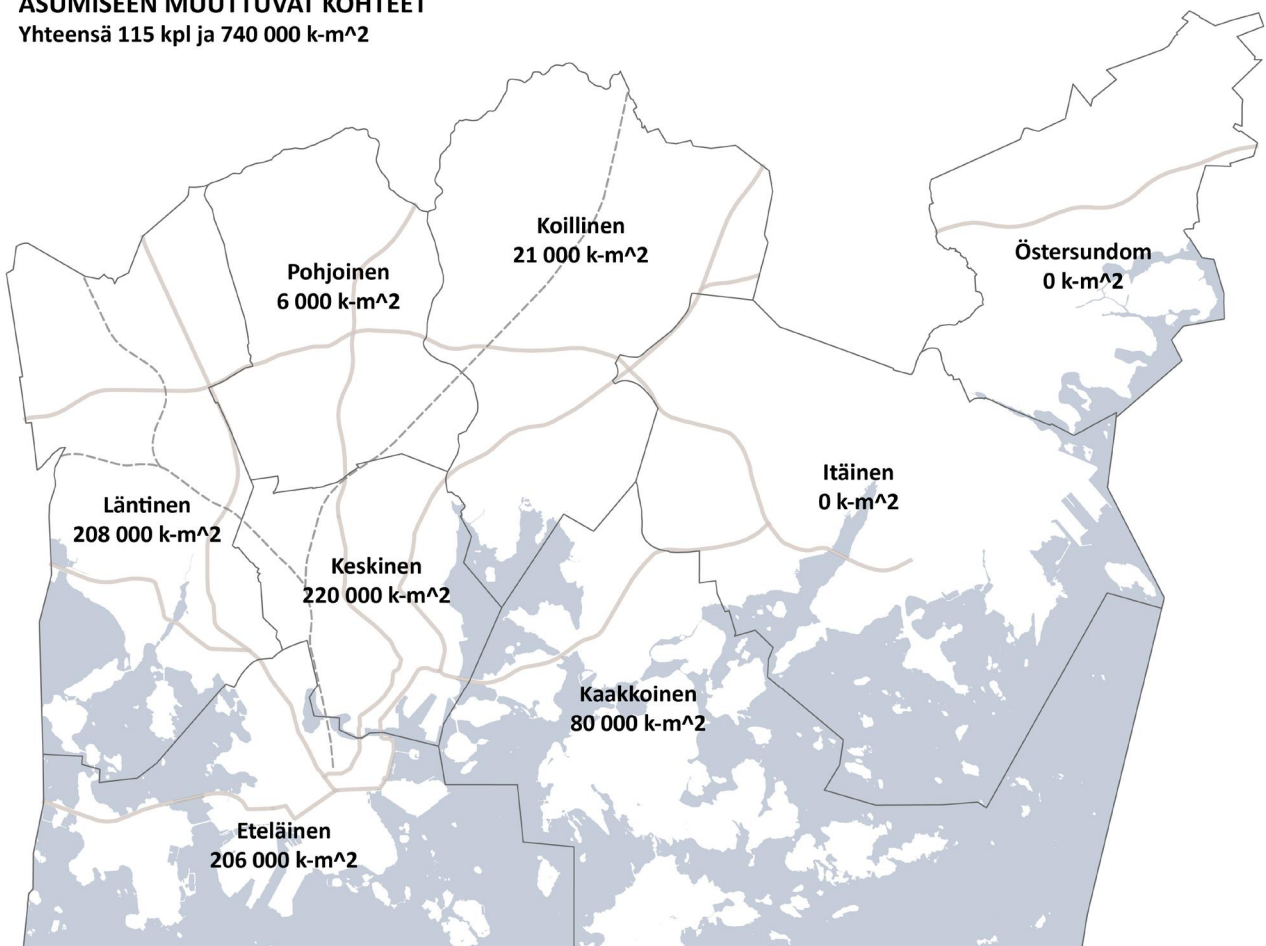 ASUMISEEN MUUTTUVAT KOHTEET
Yhteensä 115 kpl ja 740 000 k-m^2
Koillinen
21 000 k-m^2
Östersundom
0 k-m^2
Pohjoinen
6 000 k-m^2
Itäinen
0 k-m^2
Läntinen
208 000 k-m^2
Keskinen
220 000 k-m^2
Kaakkoinen
80 000 k-m^2
Eteläinen
206 000 k-m^2